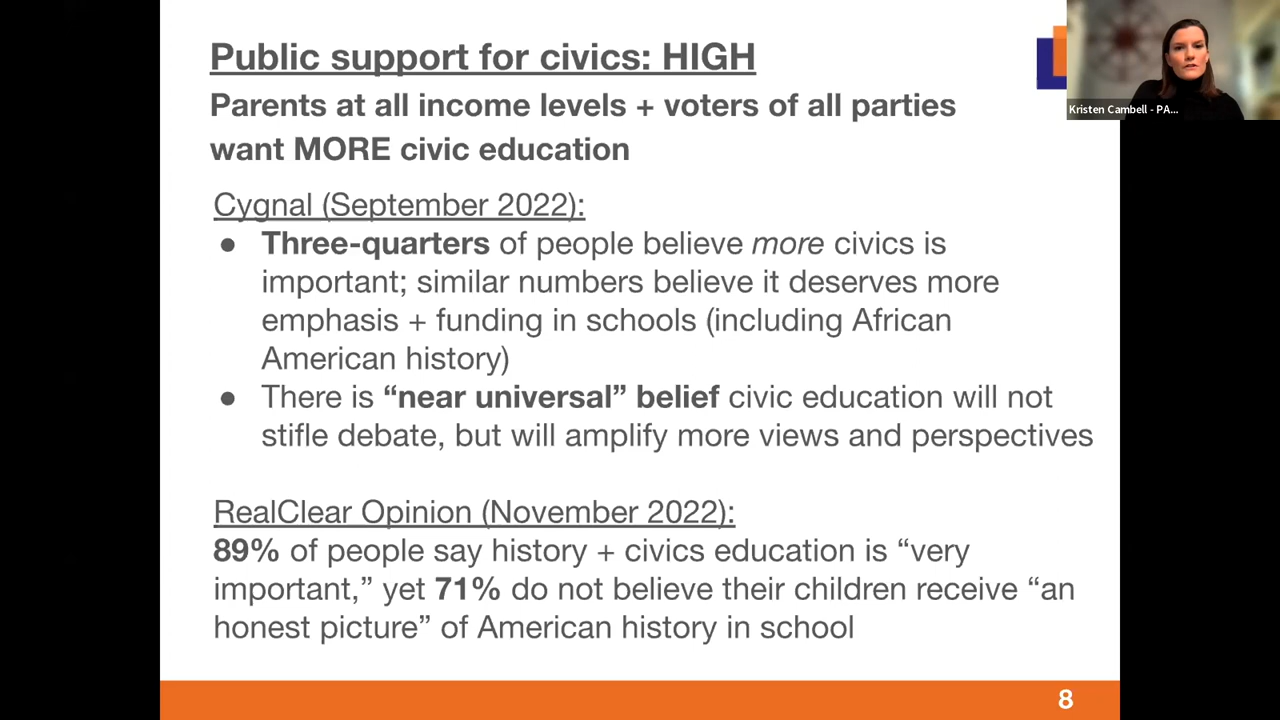 Public support for civics: HIGH
Parents at all income levels + voters of all parties
want MORE civic education
Cygnal (September 2022):
● Three-quarters of people believe more civics is
important; similar numbers believe it deserves more
emphasis + funding in schools (including African
American history)
● There is “near universal” belief civic education will not
stifle debate, but will amplify more views and perspectives
RealClear Opinion (November 2022):
89% of people say history + civics education is “very
important,” yet 71% do not believe their children receive “an
honest picture” of American history in school
8
Kristen Cambell - PA...